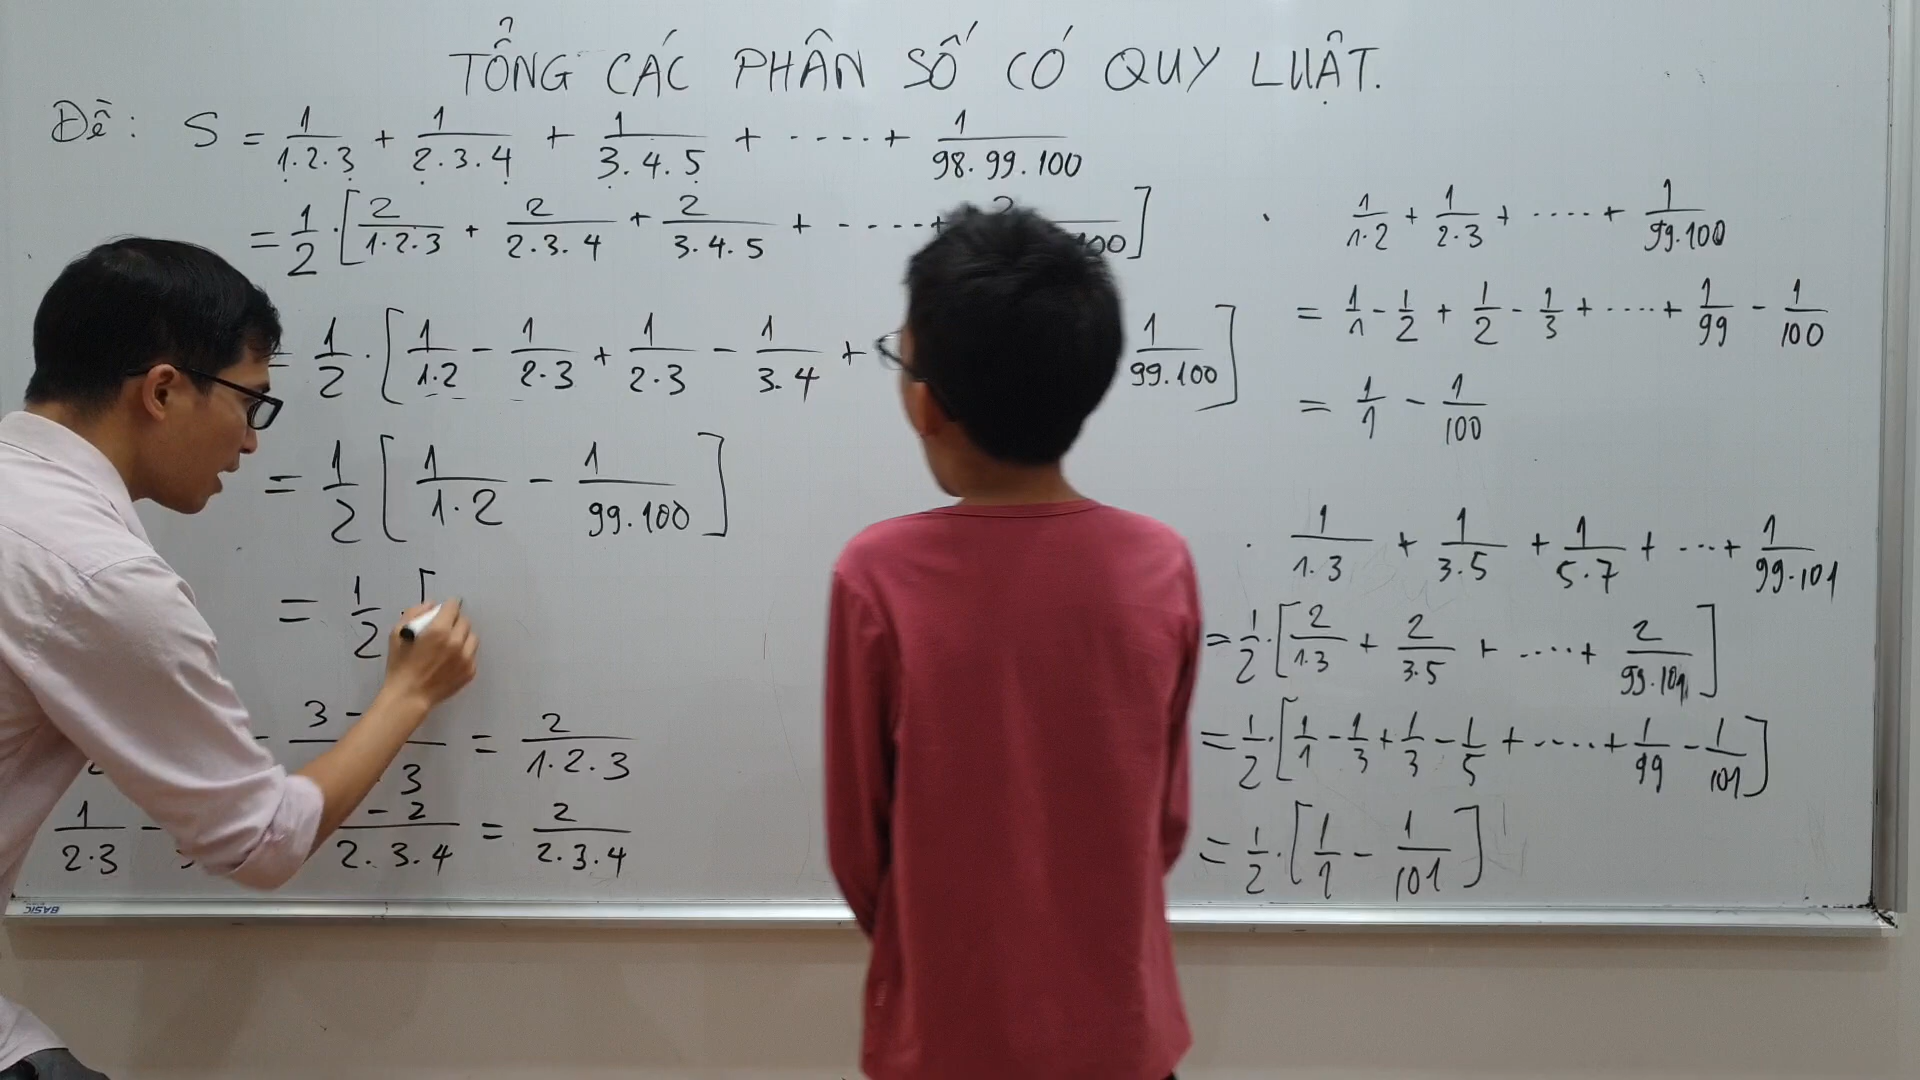 TỔNG CÁC PHÂN SỐ CÓ QUY LUẬT.
Đề: S = 1/1.2.3 + 1/2.3.4 + 1/3.4.5 + ..... + 1/98.99.100
= 1/2 . [2/1.2.3 + 2/2.3.4 + 2/3.4.5 + ....+ 2/ 100]
= 1/2 . [1/1.2 - 1/2.3 + 1/2.3 - 1/3.4 + 1/99.100]
= 1/2 [1/1.2 - 1/99.100]
= 1/2 [
3 - / 3 = 2/1.2.3
1/2.3 - - 2/2.3.4 = 2/2.3.4
. 1/1.2 + 1/2.3 + ..... + 1/99.100
= 1/1 - 1/2 + 1/2 - 1/3 + .....+ 1/99 - 1/100
= 1/1 - 1/100
. 1/1.3 + 1/3.5 + 1/5.7 + ...+ 1/99.101
= 1/2 . [2/1.3 + 2/3.5 + .....+ 2/99.101]
= 1/2 . [1/1 - 1/3 + 1/3 - 1/5 + .....+ 1/99 - 1/101]
= 1/2 . [1/1 - 1/101]
BASIC